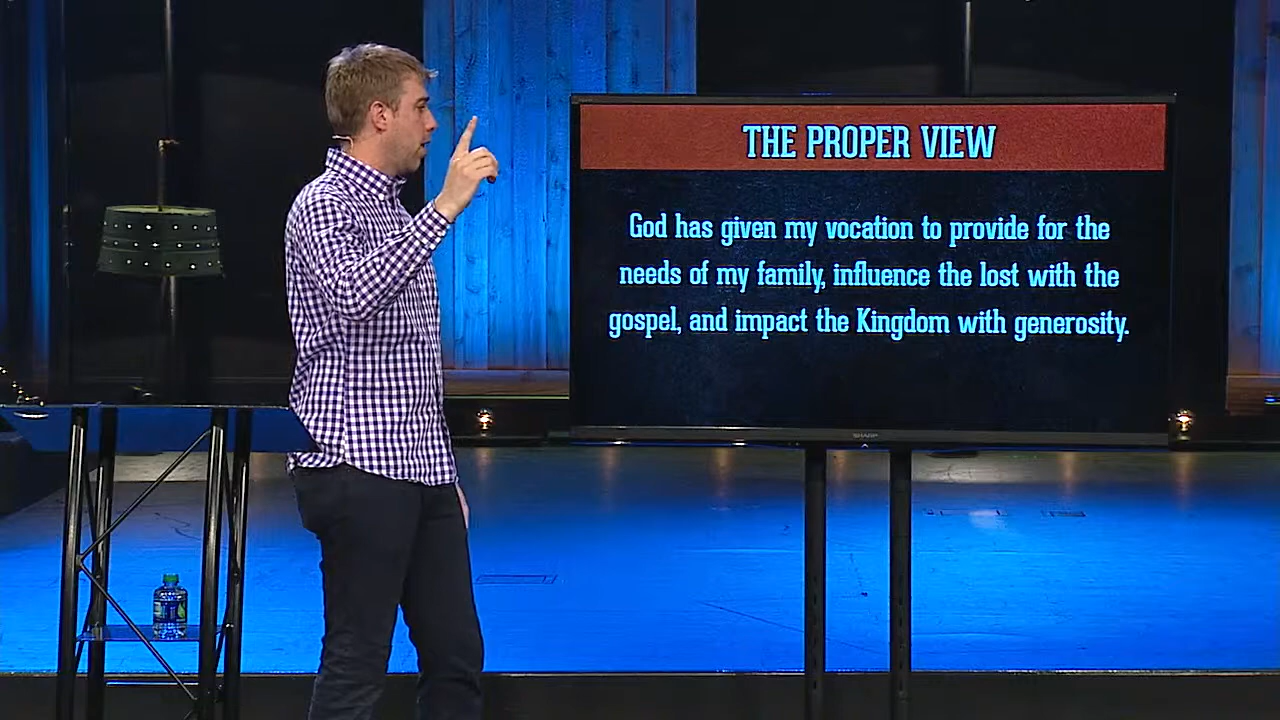 THE PROPER VIEW
God has given my vocation to provide for the
needs of my family, influence the lost with the
gospel, and impact the Kingdom with generosity.
SHARP